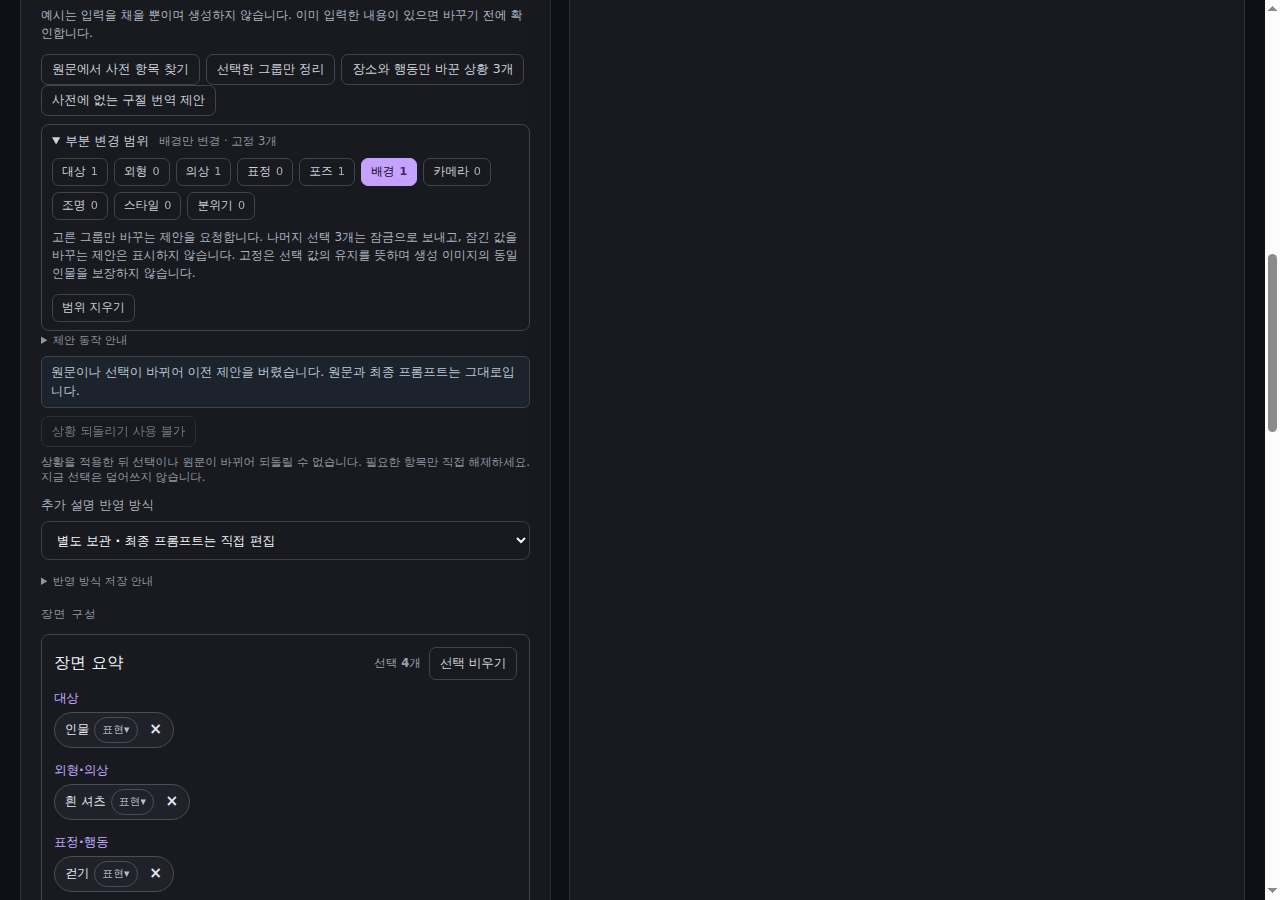 예시는 입력을 채울 뿐이며 생성하지 않습니다. 이미 입력한 내용이 있으면 바꾸기 전에 확
인합니다.
원문에서 사전 항목 찾기 선택한 그룹만 정리 장소와 행동만 바꾼 상황 3개
사전에 없는 구절 번역 제안
▼ 부분 변경 범위 배경만 변경 · 고정 3개
대상 1 외형 0 의상 1 표정 0 포즈 1 배경 1 카메라 0
조명 0 스타일 0 분위기 0
고른 그룹만 바꾸는 제안을 요청합니다. 나머지 선택 3개는 잠금으로 보내고, 잠긴 값을
바꾸는 제안은 표시하지 않습니다. 고정은 선택 값의 유지를 뜻하며 생성 이미지의 동일
인물을 보장하지 않습니다.
범위 지우기
▶ 제안 동작 안내
원문이나 선택이 바뀌어 이전 제안을 버렸습니다. 원문과 최종 프롬프트는 그대로입
니다.
상황 되돌리기 사용 불가
상황을 적용한 뒤 선택이나 원문이 바뀌어 되돌릴 수 없습니다. 필요한 항목만 직접 해제하세요.
지금 선택은 덮어쓰지 않습니다.
추가 설명 반영 방식
별도 보관 · 최종 프롬프트는 직접 편집
▶ 반영 방식 저장 안내
장면 구성
장면 요약 선택 4개 선택 비우기
대상
인물 표현▾ ×
외형·의상
흰 셔츠 표현▾ ×
표정·행동
걷기 표현▾ ×